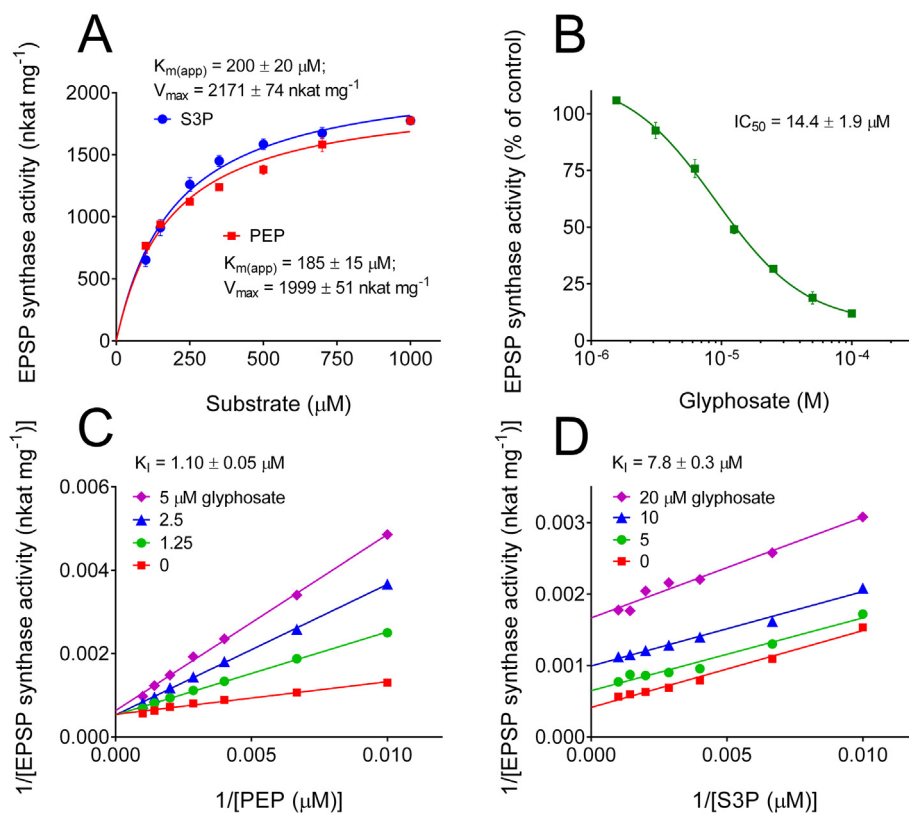 A
EPSP synthase activity (nkat mg⁻¹)
Kₘ₍ₐₚₚ₎ = 200 ± 20 μM;
Vₘₐₓ = 2171 ± 74 nkat mg⁻¹
S3P
PEP
Kₘ₍ₐₚₚ₎ = 185 ± 15 μM;
Vₘₐₓ = 1999 ± 51 nkat mg⁻¹
2000
1500
1000
500
0
0 250 500 750 1000
Substrate (μM)
B
EPSP synthase activity (% of control)
IC₅₀ = 14.4 ± 1.9 μM
100
75
50
25
0
10⁻⁶ 10⁻⁵ 10⁻⁴
Glyphosate (M)
C
1/[EPSP synthase activity (nkat mg⁻¹)]
K_I = 1.10 ± 0.05 μM
5 μM glyphosate
2.5
1.25
0
0.006
0.004
0.002
0.000
0.000 0.005 0.010
1/[PEP (μM)]
D
1/[EPSP synthase activity (nkat mg⁻¹)]
K_I = 7.8 ± 0.3 μM
20 μM glyphosate
10
5
0
0.003
0.002
0.001
0.000
0.000 0.005 0.010
1/[S3P (μM)]